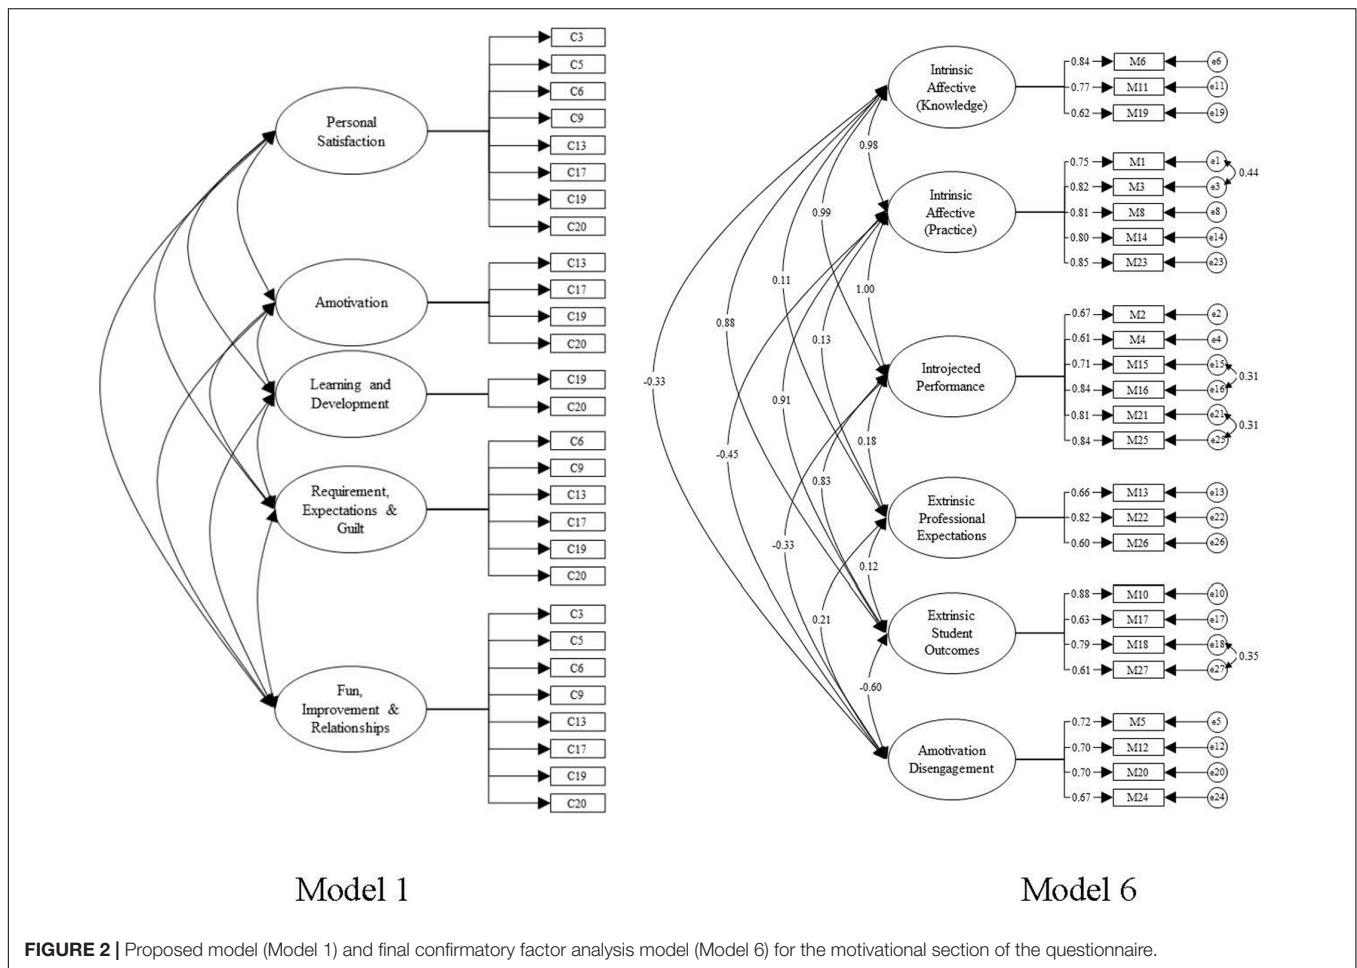 Personal
Satisfaction
C3
C5
C6
C9
C13
C17
C19
C20
Amotivation
C13
C17
C19
C20
Learning and
Development
C19
C20
Requirement,
Expectations &
Guilt
C6
C9
C13
C17
C19
C20
Fun,
Improvement &
Relationships
C3
C5
C6
C9
C13
C17
C19
C20
Model 1
Intrinsic
Affective
(Knowledge)
0.84 M6 e6
0.77 M11 e11
0.62 M19 e19
0.98
Intrinsic
Affective
(Practice)
0.75 M1 e1
0.82 M3 e3
0.44
0.81 M8 e8
0.80 M14 e14
0.85 M23 e23
0.99
0.11
1.00
0.88
0.13
Introjected
Performance
0.67 M2 e2
0.61 M4 e4
0.71 M15 e15
0.84 M16 e16
0.31
0.81 M21 e21
0.84 M25 e25
0.31
-0.33
0.91
0.18
-0.45
0.83
Extrinsic
Professional
Expectations
0.66 M13 e13
0.82 M22 e22
0.60 M26 e26
-0.33
0.12
Extrinsic
Student
Outcomes
0.88 M10 e10
0.63 M17 e17
0.79 M18 e18
0.61 M27 e27
0.35
0.21
-0.60
Amotivation
Disengagement
0.72 M5 e5
0.70 M12 e12
0.70 M20 e20
0.67 M24 e24
Model 6
FIGURE 2 | Proposed model (Model 1) and final confirmatory factor analysis model (Model 6) for the motivational section of the questionnaire.